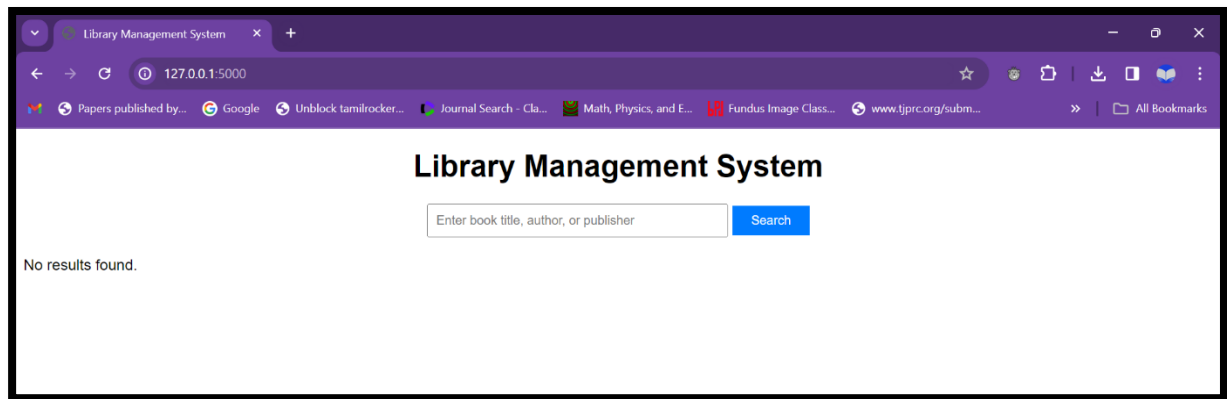 Library Management System
127.0.0.1:5000
Papers published by... Google Unblock tamilrocker... Journal Search - Cla... Math, Physics, and E... Fundus Image Class... www.tjprc.org/subm... » All Bookmarks
Library Management System
Enter book title, author, or publisher Search
No results found.